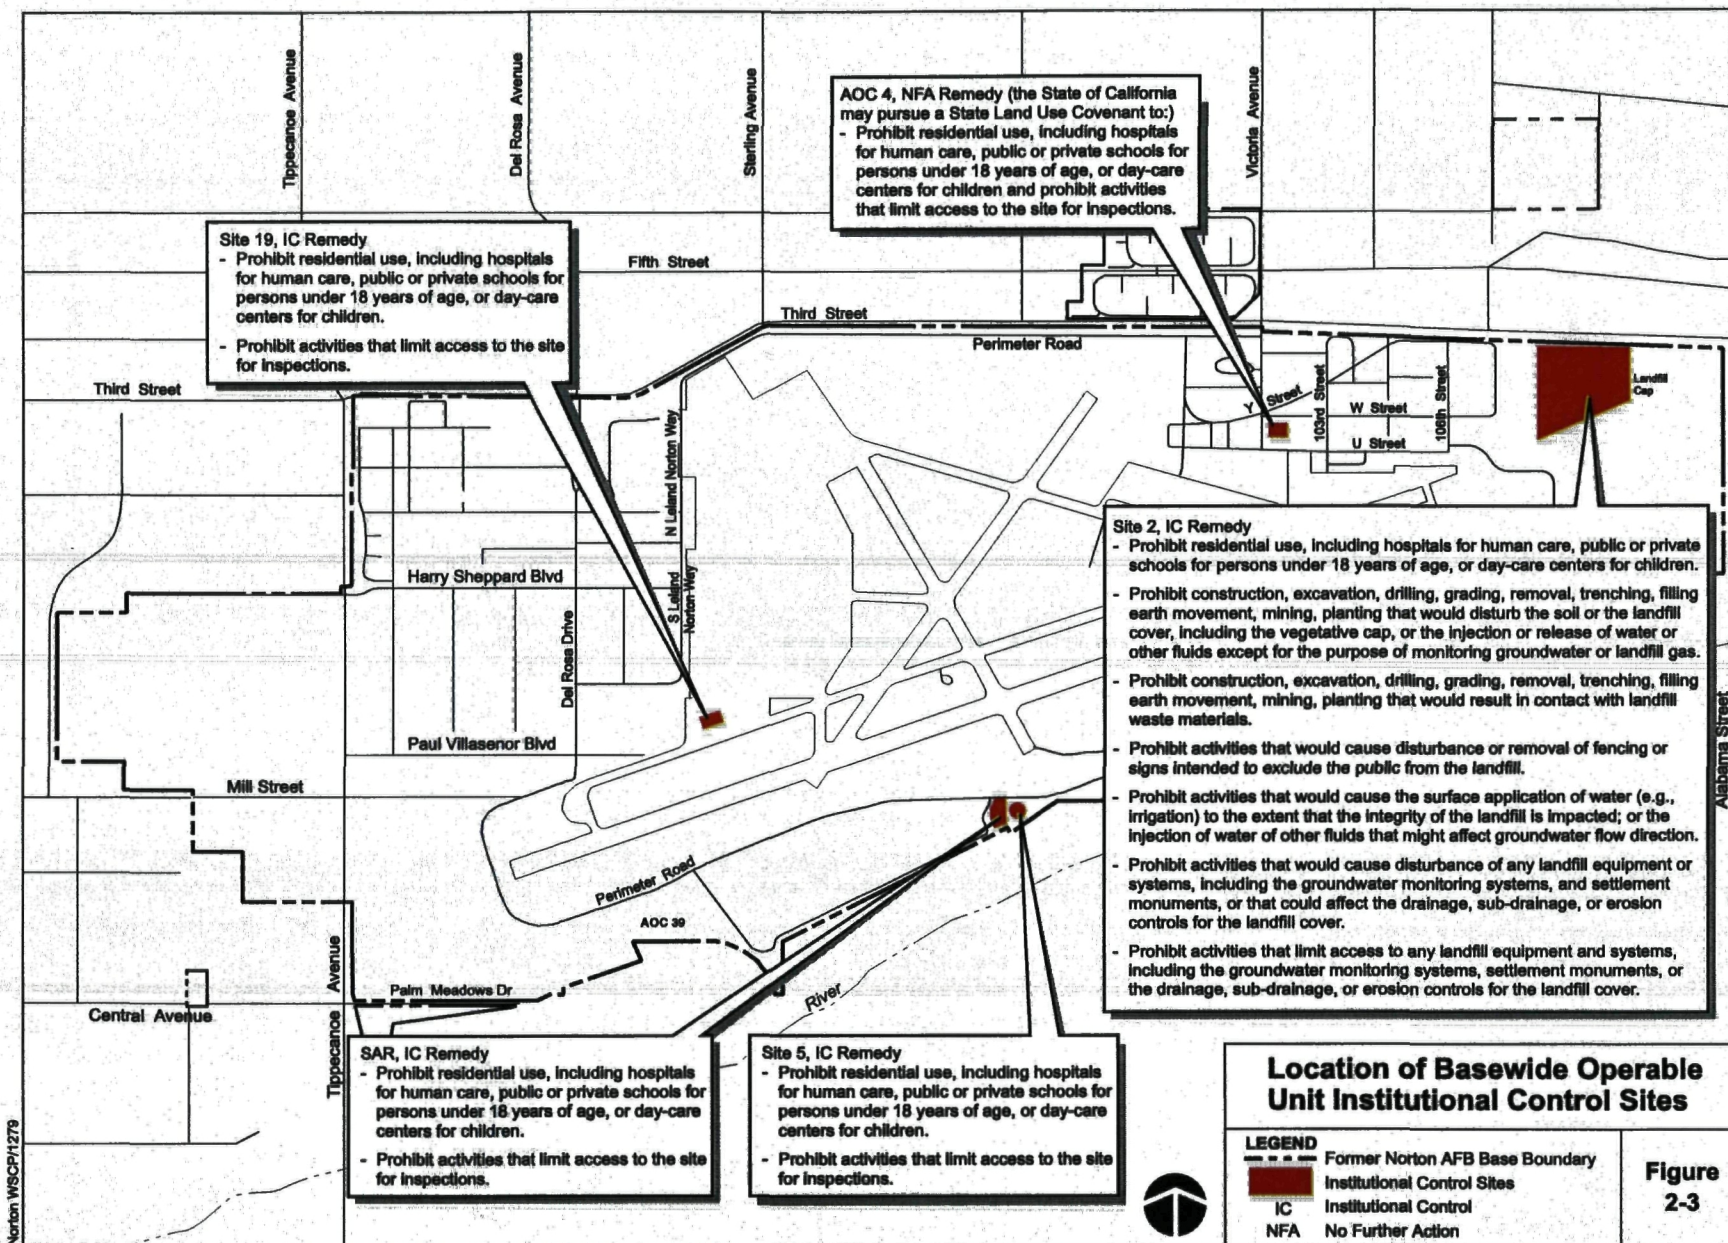 Tippecanoe Avenue
Del Rosa Avenue
Sterling Avenue
Victoria Avenue
AOC 4, NFA Remedy (the State of California
may pursue a State Land Use Covenant to:)
- Prohibit residential use, including hospitals
for human care, public or private schools for
persons under 18 years of age, or day-care
centers for children and prohibit activities
that limit access to the site for inspections.
Site 19, IC Remedy
- Prohibit residential use, including hospitals
for human care, public or private schools for
persons under 18 years of age, or day-care
centers for children.
- Prohibit activities that limit access to the site
for inspections.
Fifth Street
Third Street
Perimeter Road
Third Street
Y Street
103rd Street
W Street
U Street
106th Street
Landfill
Cap
N Leland Norton Way
S Leland
Norton Way
Harry Sheppard Blvd
Del Rosa Drive
Paul Villasenor Blvd
Mill Street
Site 2, IC Remedy
- Prohibit residential use, including hospitals for human care, public or private
schools for persons under 18 years of age, or day-care centers for children.
- Prohibit construction, excavation, drilling, grading, removal, trenching, filling
earth movement, mining, planting that would disturb the soil or the landfill
cover, including the vegetative cap, or the injection or release of water or
other fluids except for the purpose of monitoring groundwater or landfill gas.
- Prohibit construction, excavation, drilling, grading, removal, trenching, filling
earth movement, mining, planting that would result in contact with landfill
waste materials.
- Prohibit activities that would cause disturbance or removal of fencing or
signs intended to exclude the public from the landfill.
- Prohibit activities that would cause the surface application of water (e.g.,
irrigation) to the extent that the integrity of the landfill is impacted; or the
injection of water of other fluids that might affect groundwater flow direction.
- Prohibit activities that would cause disturbance of any landfill equipment or
systems, including the groundwater monitoring systems, and settlement
monuments, or that could affect the drainage, sub-drainage, or erosion
controls for the landfill cover.
- Prohibit activities that limit access to any landfill equipment and systems,
including the groundwater monitoring systems, settlement monuments, or
the drainage, sub-drainage, or erosion controls for the landfill cover.
Alabama Street
Perimeter Road
AOC 39
Palm Meadows Dr
River
Central Avenue
Tippecanoe Avenue
SAR, IC Remedy
- Prohibit residential use, including hospitals
for human care, public or private schools for
persons under 18 years of age, or day-care
centers for children.
- Prohibit activities that limit access to the site
for inspections.
Site 5, IC Remedy
- Prohibit residential use, including hospitals
for human care, public or private schools for
persons under 18 years of age, or day-care
centers for children.
- Prohibit activities that limit access to the site
for inspections.
Location of Basewide Operable
Unit Institutional Control Sites
LEGEND
Former Norton AFB Base Boundary
Institutional Control Sites
IC Institutional Control
NFA No Further Action
Figure
2-3
Norton WSCP/1279